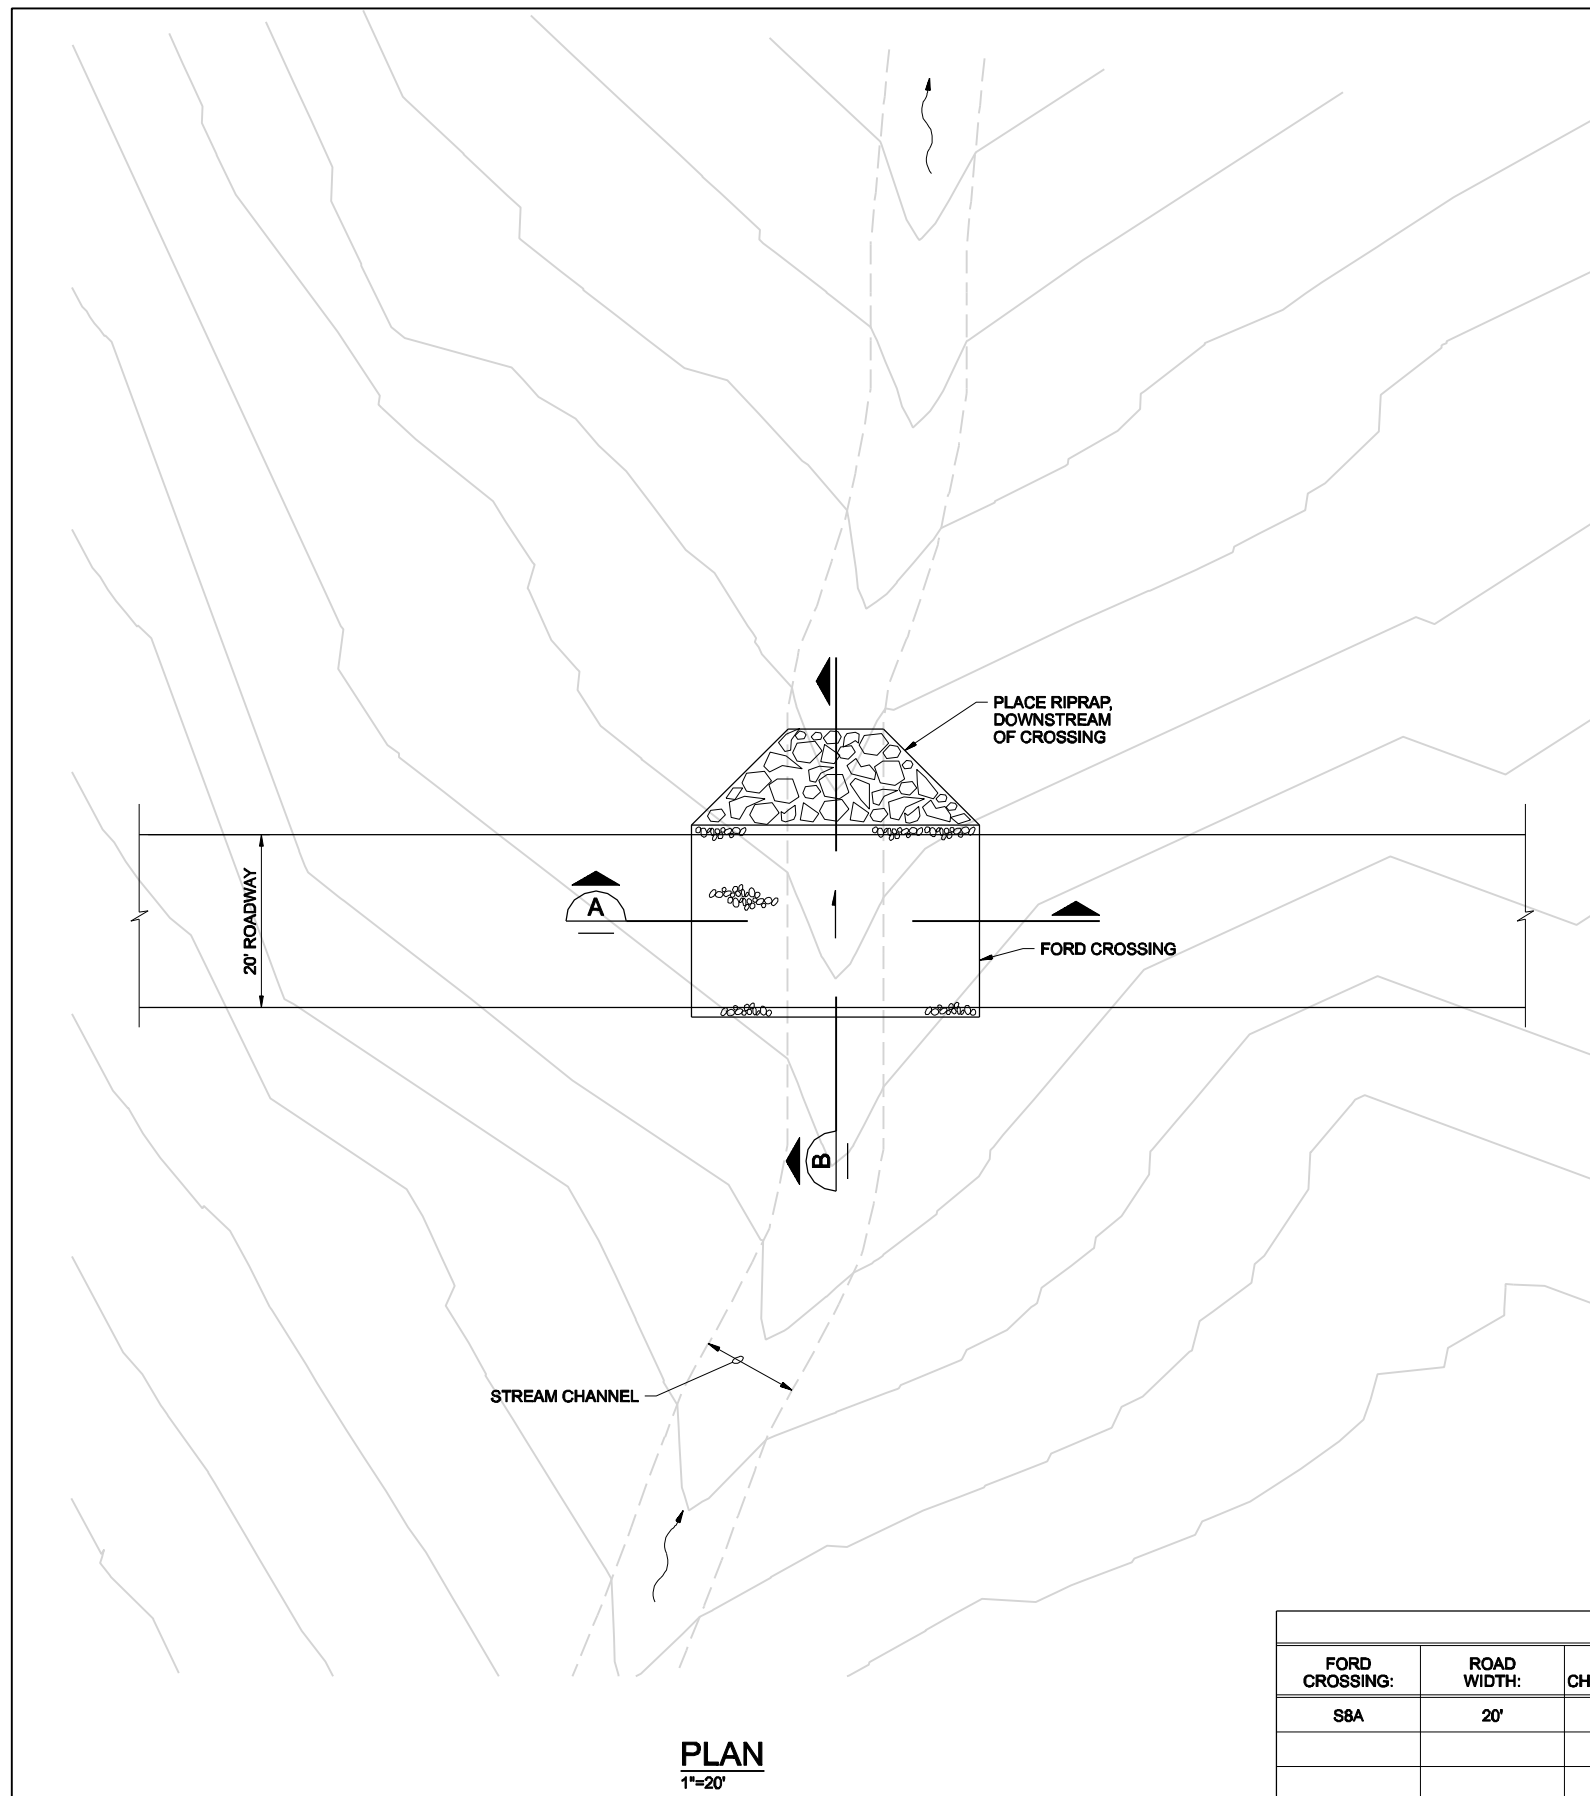 PLACE RIPRAP,
DOWNSTREAM
OF CROSSING
20' ROADWAY
A
FORD CROSSING
B
STREAM CHANNEL
FORD
CROSSING:
ROAD
WIDTH:
CH
S8A
20'
PLAN
1"=20'